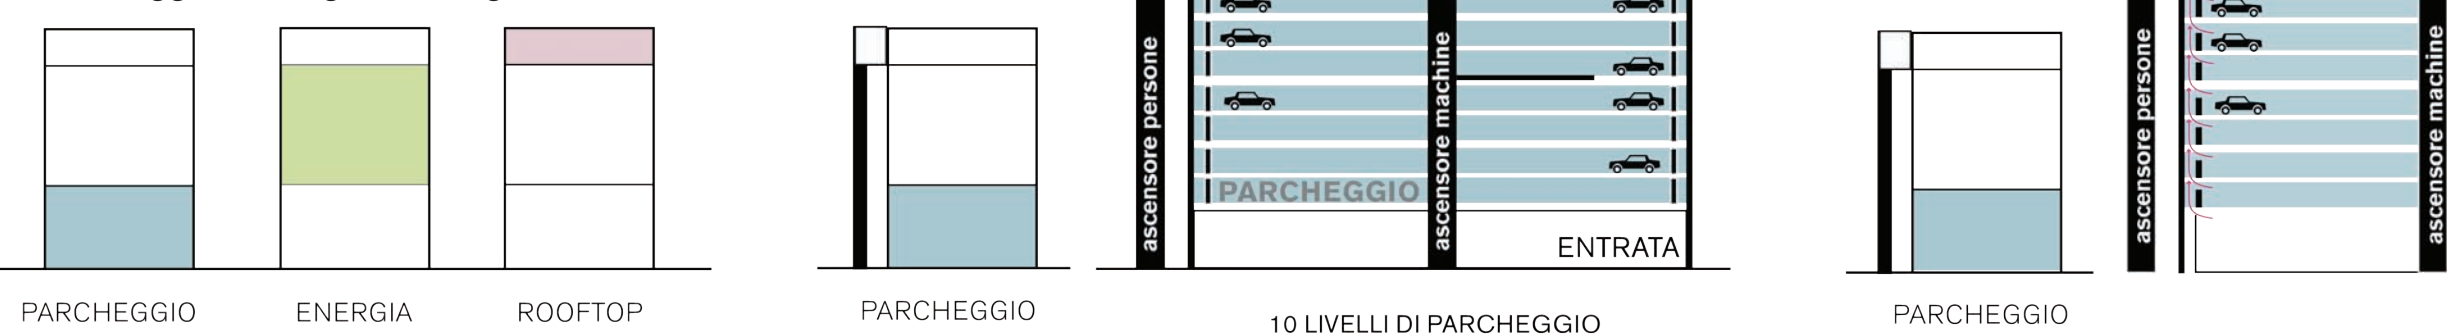 PARCHEGGIO
ENERGIA
ROOFTOP
PARCHEGGIO
ascensore persone
ascensore machine
PARCHEGGIO
ENTRATA
10 LIVELLI DI PARCHEGGIO
PARCHEGGIO
ascensore persone
ascensore machine